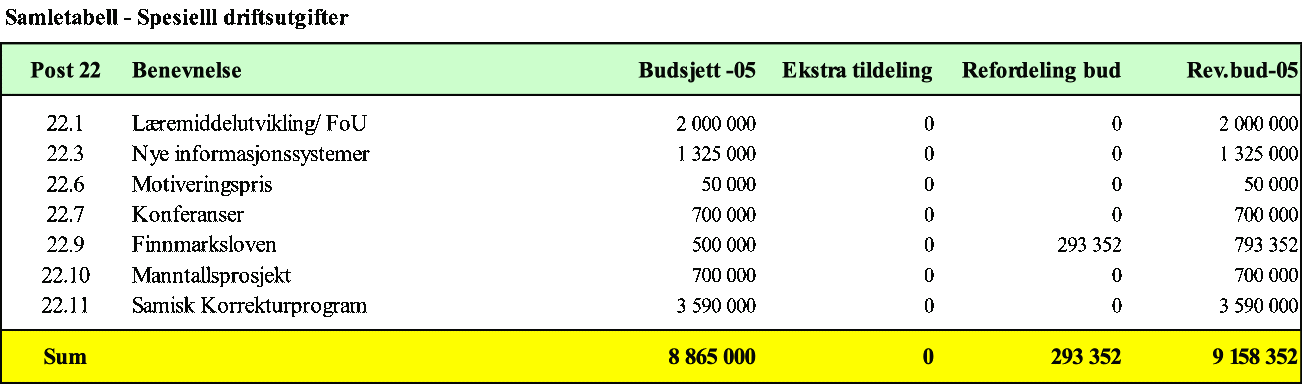 Samletabell - Spesielll driftsutgifter
Post 22 Benevnelse Budsjett -05 Ekstra tildeling Refordeling bud Rev.bud-05
22.1 Læremiddelutvikling/ FoU 2 000 000 0 0 2 000 000
22.3 Nye informasjonssystemer 1 325 000 0 0 1 325 000
22.6 Motiveringspris 50 000 0 0 50 000
22.7 Konferanser 700 000 0 0 700 000
22.9 Finnmarksloven 500 000 0 293 352 793 352
22.10 Manntallsprosjekt 700 000 0 0 700 000
22.11 Samisk Korrekturprogram 3 590 000 0 0 3 590 000
Sum 8 865 000 0 293 352 9 158 352